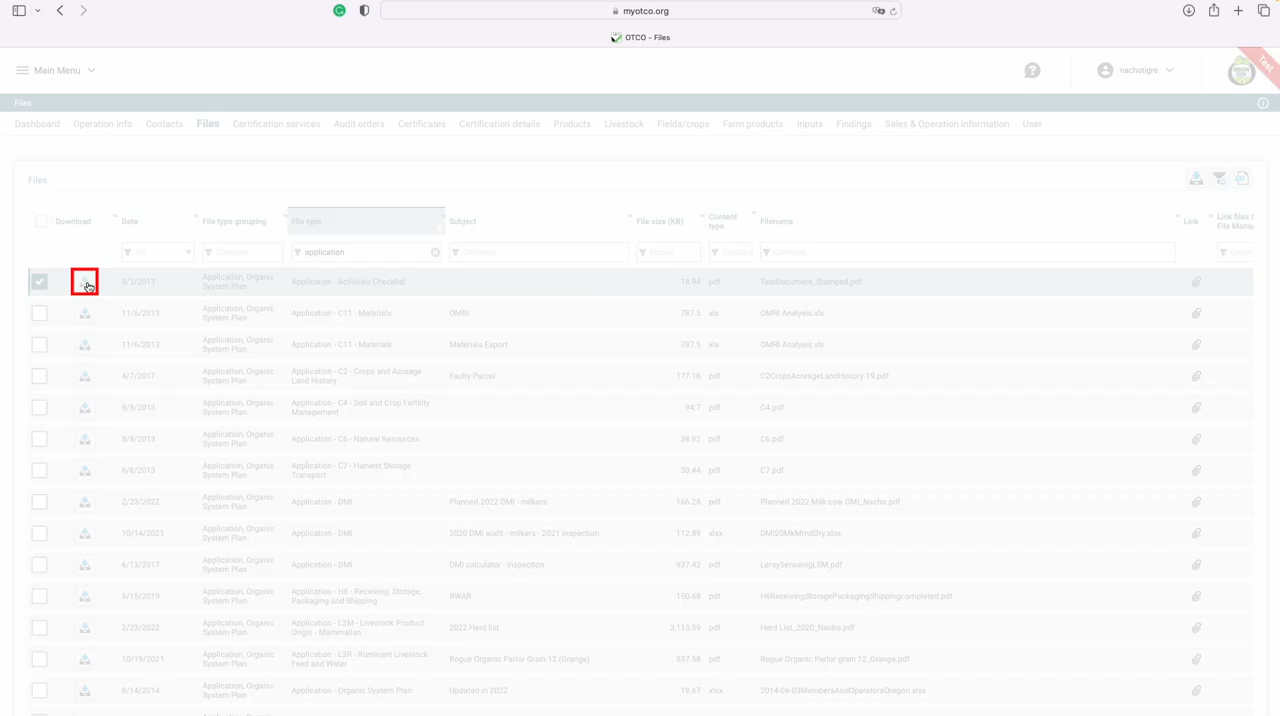 myotco.org
OTCO - Files
Main Menu
nachotigre
Test
Files
Dashboard Operation Info Contacts Files Certification services Audit orders Certificates Certification details Products Livestock Fields/crops Farm products Inputs Findings Sales & Operation information User
Files
Download Date File type grouping File type Subject File size (KB) Content type Filename Link Link files
application
9/3/2013 Application, Organic System Plan Application - Activities Checklist 18.94 pdf TestDocument_Stamped.pdf
11/6/2013 Application, Organic System Plan Application - C11 - Materials OMRI 787.5 xls OMRI Analysis.xls
11/6/2013 Application, Organic System Plan Application - C11 - Materials Materials Export 787.5 xls OMRI Analysis.xls
4/7/2017 Application, Organic System Plan Application - C2 - Crops and Acreage Land History Faulty Parcel 177.16 pdf C2CropsAcreageLandHistory-19.pdf
8/8/2013 Application, Organic System Plan Application - C4 - Soil and Crop Fertility Management 94.7 pdf C4.pdf
8/8/2013 Application, Organic System Plan Application - C6 - Natural Resources 38.92 pdf C6.pdf
8/8/2013 Application, Organic System Plan Application - C7 - Harvest Storage Transport 30.44 pdf C7.pdf
2/23/2022 Application, Organic System Plan Application - DMI Planned 2022 DMI - milkers 166.28 pdf Planned 2022 Milk cow DMI_Nacho.pdf
10/14/2021 Application, Organic System Plan Application - DMI 2020 DMI audit - milkers - 2021 inspection 112.89 xlsx DMI20MkMmdDry.xlsx
6/13/2017 Application, Organic System Plan Application - DMI DMI calculator - inspection 937.42 pdf LeroySensenigLSM.pdf
5/15/2019 Application, Organic System Plan Application - H6 - Receiving, Storage, Packaging and Shipping RWAR 150.68 pdf H6ReceivingStoragePackagingShippingcompleted.pdf
2/23/2022 Application, Organic System Plan Application - L2M - Livestock Product Origin - Mammalian 2022 Herd list 3,113.59 pdf Herd List_2020_Nacho.pdf
10/19/2021 Application, Organic System Plan Application - L3R - Ruminant Livestock Feed and Water Rogue Organic Parlor Grain 12 (Grange) 537.58 pdf Rogue Organic Parlor grain 12_Grange.pdf
8/14/2014 Application, Organic System Plan Application - Organic System Plan Updated in 2022 19.67 xlsx 2014-06-03MembersAndOperatorsOregon.xlsx